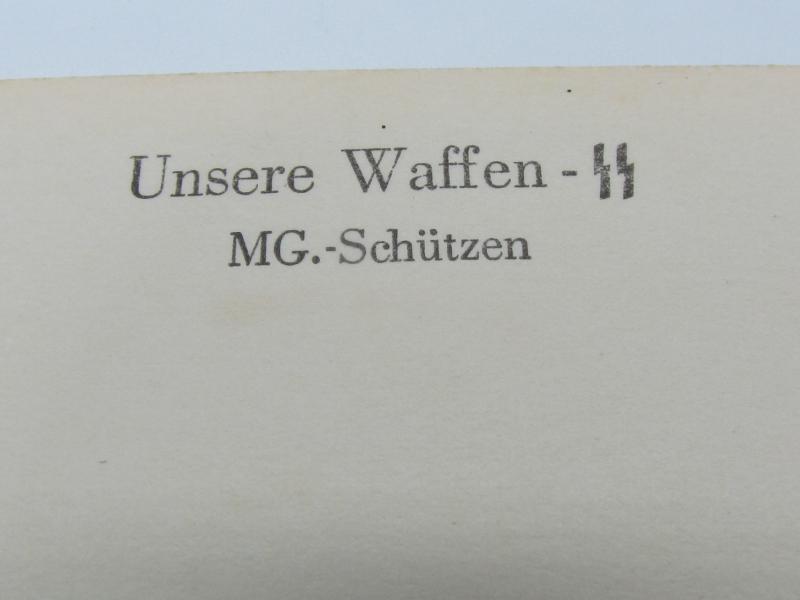 Unsere Waffen - ᛋᛋ
MG.-Schützen